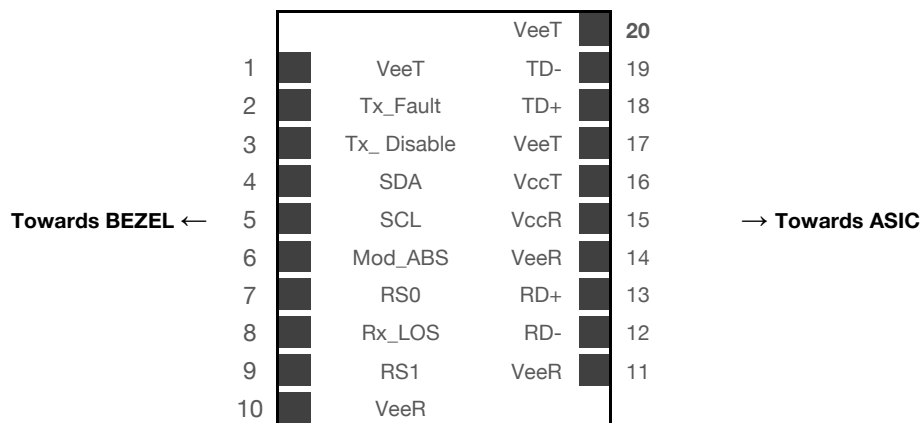 VeeT 20
1 VeeT TD- 19
2 Tx_Fault TD+ 18
3 Tx_ Disable VeeT 17
4 SDA VccT 16
Towards BEZEL ← 5 SCL VccR 15 → Towards ASIC
6 Mod_ABS VeeR 14
7 RS0 RD+ 13
8 Rx_LOS RD- 12
9 RS1 VeeR 11
10 VeeR